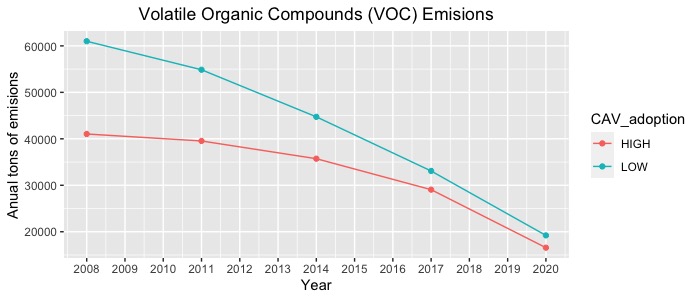 Volatile Organic Compounds (VOC) Emisions
Anual tons of emisions
60000
50000
40000
30000
20000
2008 2009 2010 2011 2012 2013 2014 2015 2016 2017 2018 2019 2020
Year
CAV_adoption
HIGH
LOW